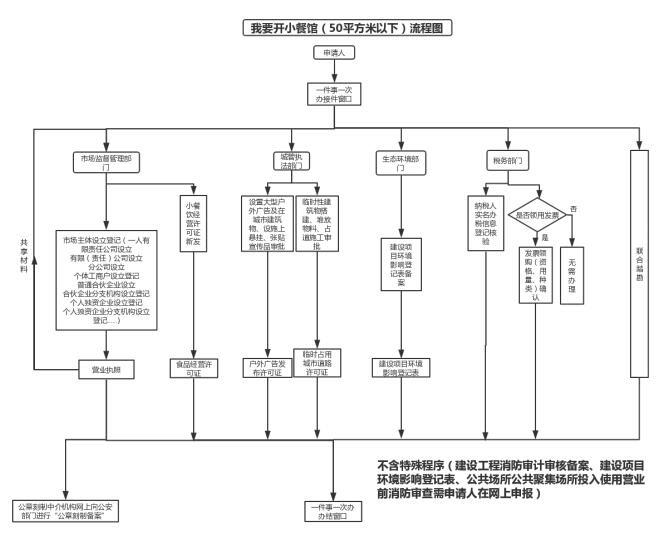 我要开小餐馆（50平方米以下）流程图
申请人
一件事一次
办接件窗口
市场监督管理部
门
城管执
法部门
生态环境部
门
税务部门
共享材料
市场主体设立登记（一人有
限责任公司设立
有限（责任）公司设立
分公司设立
个体工商户设立登记
普通合伙企业设立
合伙企业分支机构设立登记
个人独资企业设立登记
个人独资企业分支机构设立
登记....）
小餐
饮经
营许
可证
新发
设置大型户
外广告及在
城市建筑
物、设施上
悬挂、张贴
宣传品审批
临时性建
筑物搭
建、堆放
物料、占
道施工审
批
建设项
目环境
影响登
记表备
案
纳税人
实名办
税信息
登记核
验
是否领用发票
否
是
发票领
购（资
格、用
量、种
类）确
认
无
需
办
理
联合踏勘
营业执照
食品经营许
可证
户外广告发
布许可证
临时占用
城市道路
许可证
建设项目环境
影响登记表
不含特殊程序（建设工程消防审计审核备案、建设项目
环境影响登记表、公共场所公共聚集场所投入使用营业
前消防审查需申请人在网上申报）
公章刻制中介机构网上向公安
部门进行“公章刻制备案”
一件事一次办
办结窗口